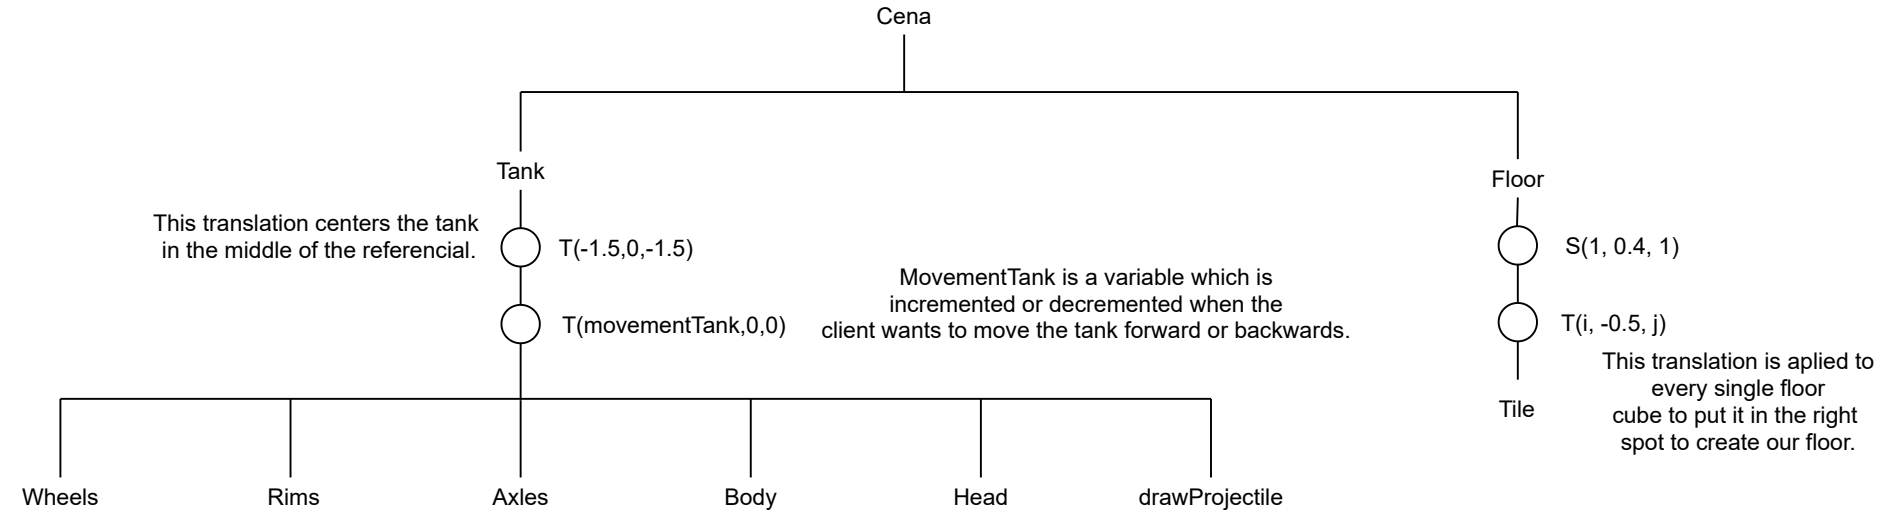 Cena
Tank
Floor
This translation centers the tank
in the middle of the referencial.
T(-1.5,0,-1.5)
S(1, 0.4, 1)
MovementTank is a variable which is
incremented or decremented when the
client wants to move the tank forward or backwards.
T(movementTank,0,0)
T(i, -0.5, j)
This translation is aplied to
every single floor
cube to put it in the right
spot to create our floor.
Tile
Wheels
Rims
Axles
Body
Head
drawProjectile